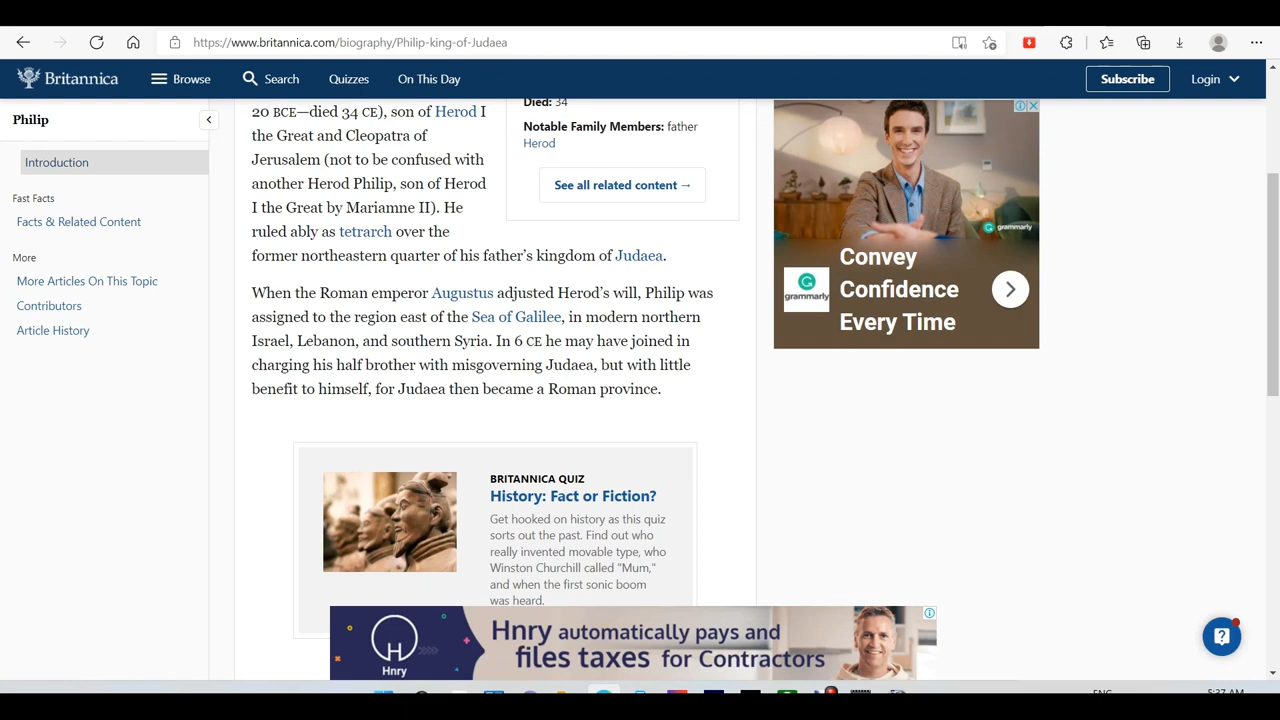 https://www.britannica.com/biography/Philip-king-of-Judaea
Britannica
Browse
Search
Quizzes
On This Day
Subscribe
Login
Philip
Introduction
Fast Facts
Facts & Related Content
More
More Articles On This Topic
Contributors
Article History
20 BCE—died 34 CE), son of Herod I
the Great and Cleopatra of
Jerusalem (not to be confused with
another Herod Philip, son of Herod
I the Great by Mariamne II). He
ruled ably as tetrarch over the
former northeastern quarter of his father's kingdom of Judaea.
Died: 34
Notable Family Members: father
Herod
See all related content →
When the Roman emperor Augustus adjusted Herod's will, Philip was
assigned to the region east of the Sea of Galilee, in modern northern
Israel, Lebanon, and southern Syria. In 6 CE he may have joined in
charging his half brother with misgoverning Judaea, but with little
benefit to himself, for Judaea then became a Roman province.
BRITANNICA QUIZ
History: Fact or Fiction?
Get hooked on history as this quiz
sorts out the past. Find out who
really invented movable type, who
Winston Churchill called "Mum,"
and when the first sonic boom
was heard.
grammarly
grammarly
Convey
Confidence
Every Time
Hnry
Hnry automatically pays and
files taxes for Contractors
ENG
5:37 AM